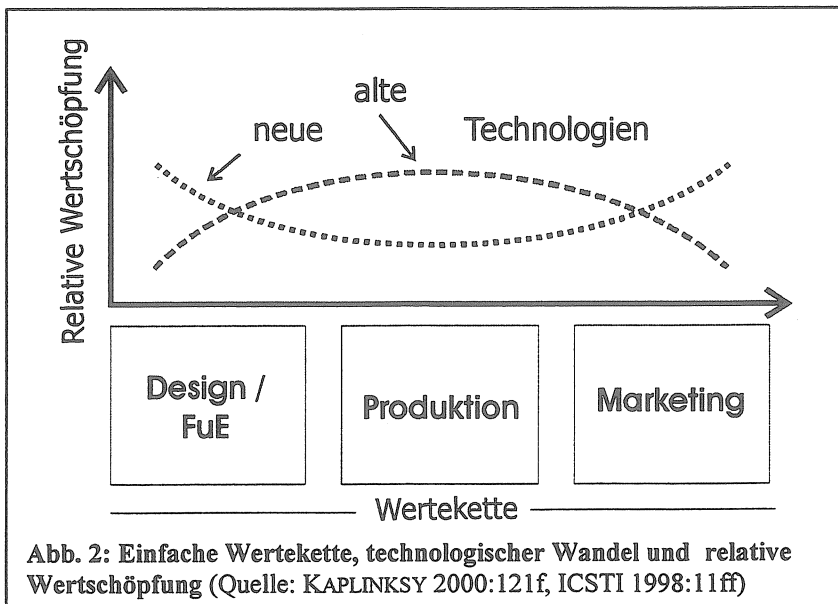 Relative Wertschöpfung
alte
neue
Technologien
Design /
FuE
Produktion
Marketing
Wertekette
Abb. 2: Einfache Wertekette, technologischer Wandel und relative
Wertschöpfung (Quelle: KAPLINKSY 2000:121f, ICSTI 1998:11ff)